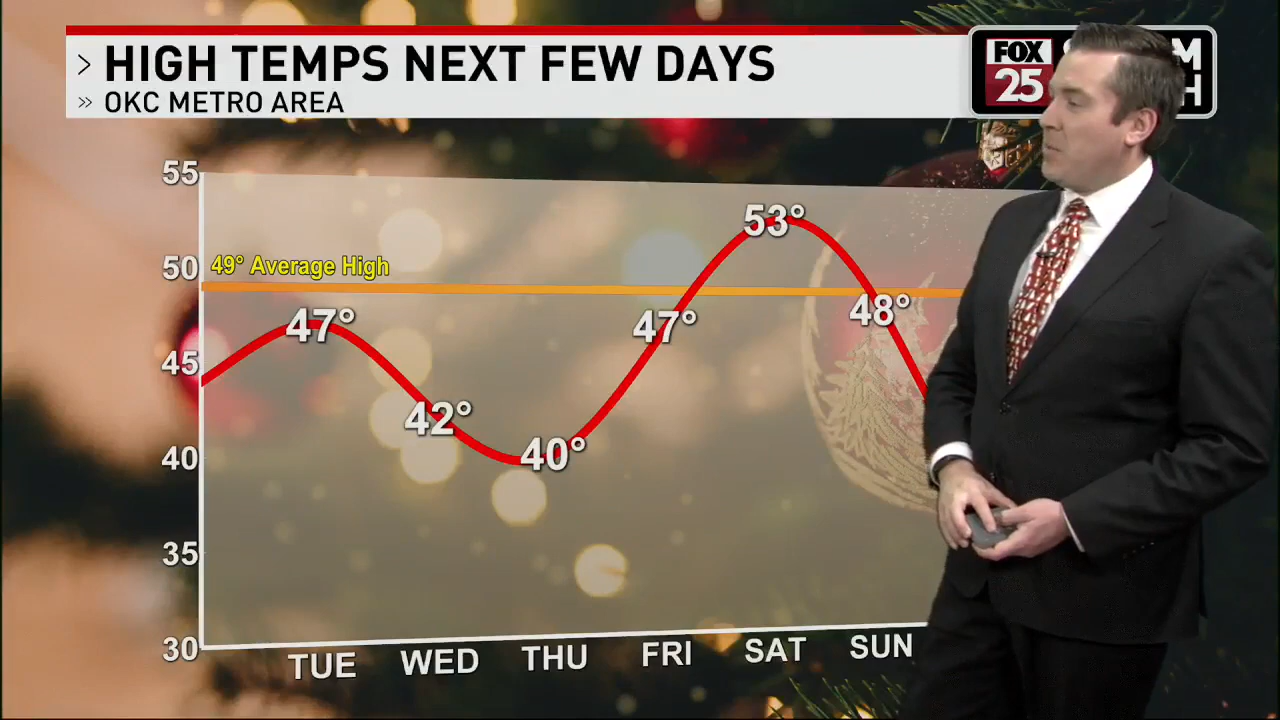 > HIGH TEMPS NEXT FEW DAYS
» OKC METRO AREA
FOX
25
55
50
45
40
35
30
49° Average High
47°
42°
40°
47°
53°
48°
TUE WED THU FRI SAT SUN